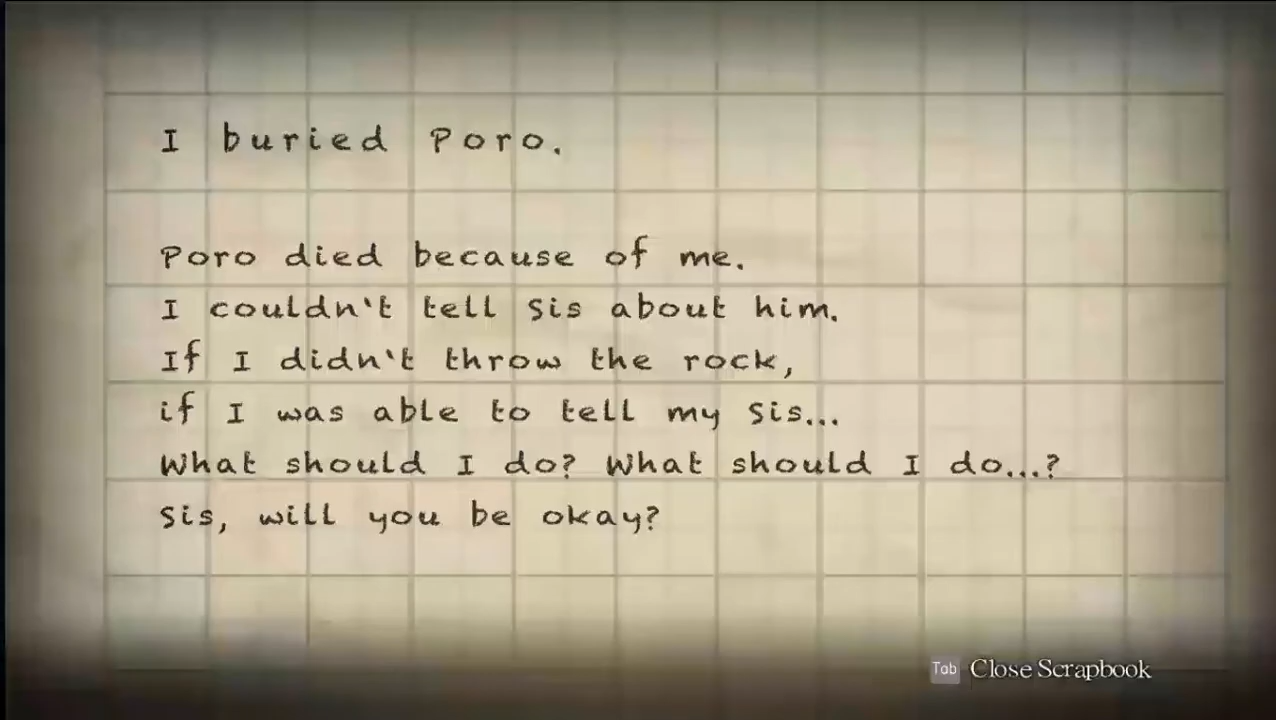 I buried Poro.
Poro died because of me.
I couldn't tell Sis about him.
If I didn't throw the rock,
if I was able to tell my Sis...
What should I do? What should I do...?
Sis, will you be okay?
Tab Close Scrapbook